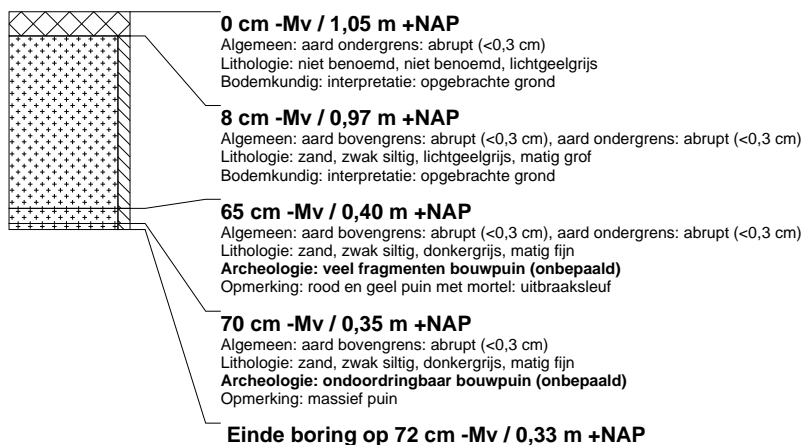 0 cm -Mv / 1,05 m +NAP
Algemeen: aard ondergrens: abrupt (<0,3 cm)
Lithologie: niet benoemd, niet benoemd, lichtgeelgrijs
Bodemkundig: interpretatie: opgebrachte grond
8 cm -Mv / 0,97 m +NAP
Algemeen: aard bovengrens: abrupt (<0,3 cm), aard ondergrens: abrupt (<0,3 cm)
Lithologie: zand, zwak siltig, lichtgeelgrijs, matig grof
Bodemkundig: interpretatie: opgebrachte grond
65 cm -Mv / 0,40 m +NAP
Algemeen: aard bovengrens: abrupt (<0,3 cm), aard ondergrens: abrupt (<0,3 cm)
Lithologie: zand, zwak siltig, donkergrijs, matig fijn
Archeologie: veel fragmenten bouwpuin (onbepaald)
Opmerking: rood en geel puin met mortel: uitbraaksleuf
70 cm -Mv / 0,35 m +NAP
Algemeen: aard bovengrens: abrupt (<0,3 cm)
Lithologie: zand, zwak siltig, donkergrijs, matig fijn
Archeologie: ondoordringbaar bouwpuin (onbepaald)
Opmerking: massief puin
Einde boring op 72 cm -Mv / 0,33 m +NAP